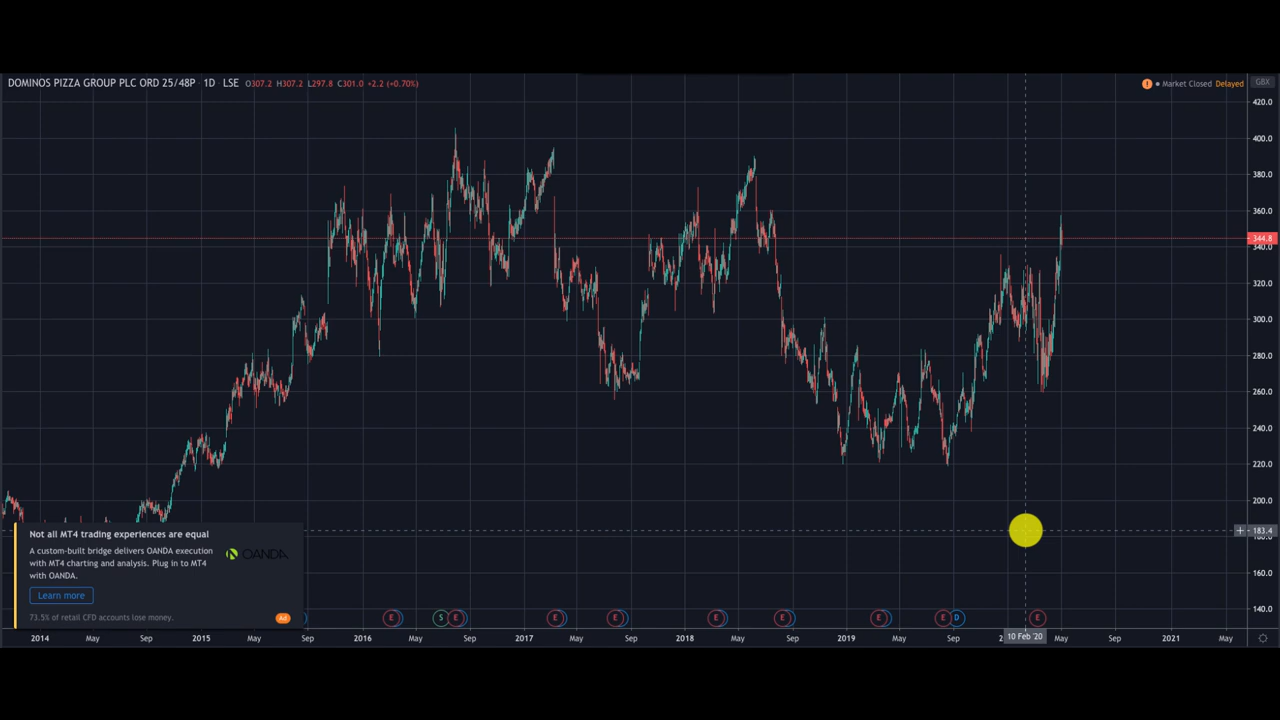 DOMINOS PIZZA GROUP PLC ORD 25/48P · 1D · LSE O307.2 H307.2 L297.8 C301.0 +2.2 (+0.70%)
! Market Closed Delayed GBX
420.0
400.0
380.0
360.0
344.8
340.0
320.0
300.0
280.0
260.0
240.0
220.0
200.0
+ 183.4
160.0
140.0
Not all MT4 trading experiences are equal
A custom-built bridge delivers OANDA execution
with MT4 charting and analysis. Plug in to MT4
with OANDA.
OANDA
Learn more
73.5% of retail CFD accounts lose money.
Ad
E S E E E E E E E D E
2014 May Sep 2015 May Sep 2016 May Sep 2017 May Sep 2018 May Sep 2019 May Sep 10 Feb '20 May Sep 2021 May